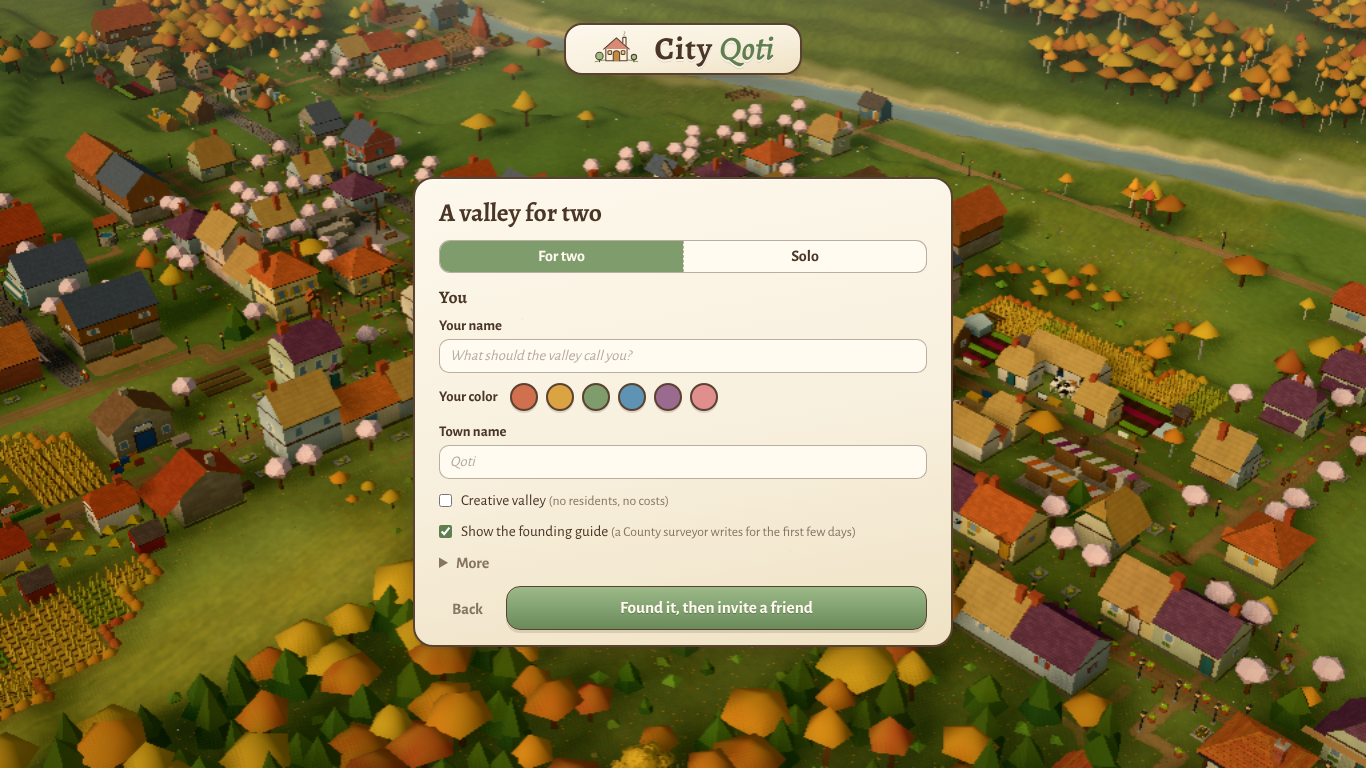 City Qoti
A valley for two
For two
Solo
You
Your name
What should the valley call you?
Your color
Town name
Qoti
Creative valley (no residents, no costs)
Show the founding guide (a County surveyor writes for the first few days)
More
Back
Found it, then invite a friend